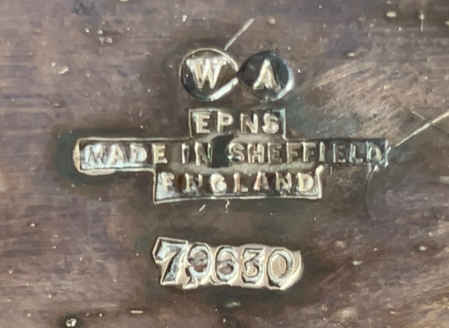 W A
EPNS
MADE IN SHEFFIELD
ENGLAND
79630